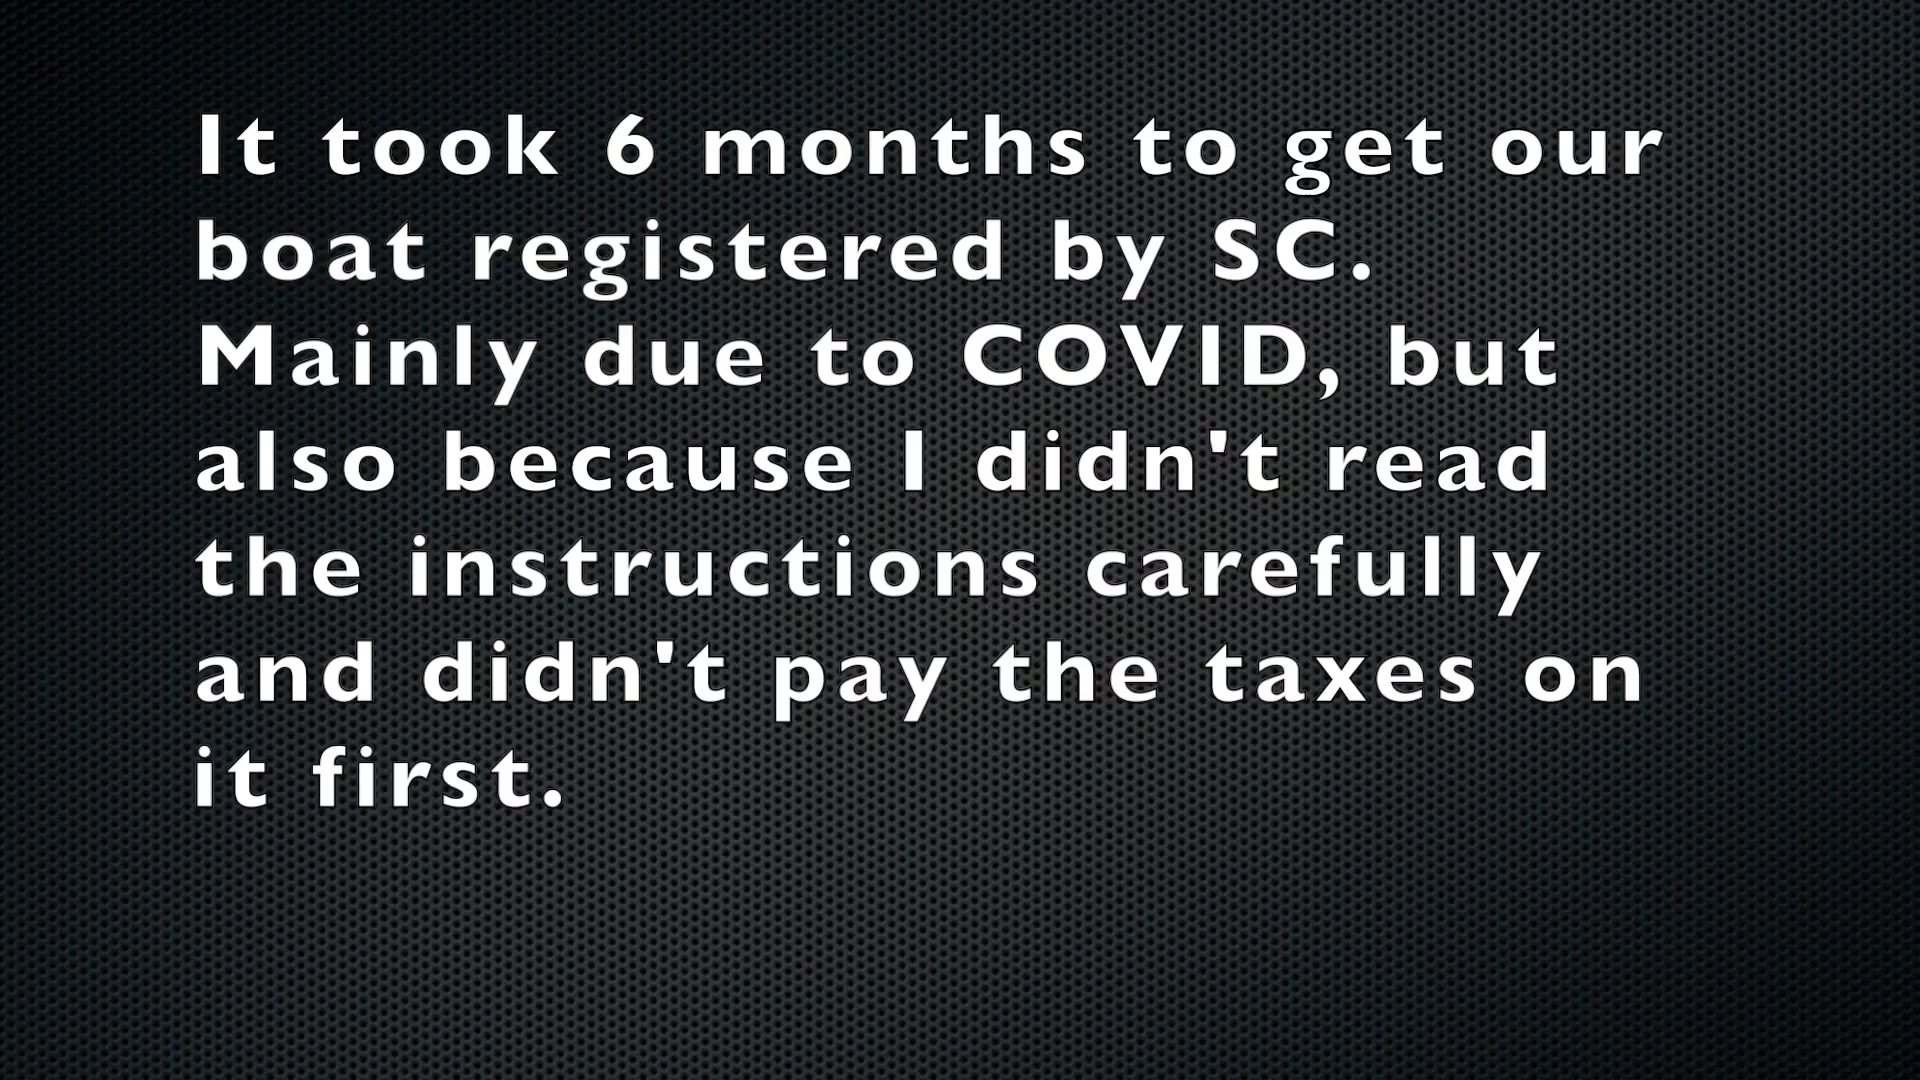 It took 6 months to get our
boat registered by SC.
Mainly due to COVID, but
also because I didn't read
the instructions carefully
and didn't pay the taxes on
it first.